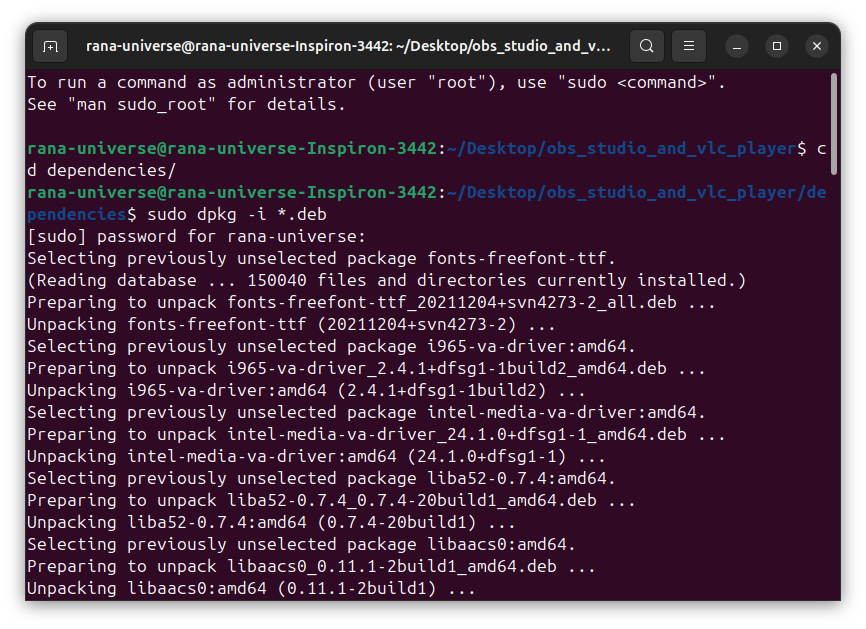 rana-universe@rana-universe-Inspiron-3442: ~/Desktop/obs_studio_and_v...
To run a command as administrator (user "root"), use "sudo <command>".
See "man sudo_root" for details.
rana-universe@rana-universe-Inspiron-3442:~/Desktop/obs_studio_and_vlc_player$ c
d dependencies/
rana-universe@rana-universe-Inspiron-3442:~/Desktop/obs_studio_and_vlc_player/de
pendencies$ sudo dpkg -i *.deb
[sudo] password for rana-universe:
Selecting previously unselected package fonts-freefont-ttf.
(Reading database ... 150040 files and directories currently installed.)
Preparing to unpack fonts-freefont-ttf_20211204+svn4273-2_all.deb ...
Unpacking fonts-freefont-ttf (20211204+svn4273-2) ...
Selecting previously unselected package i965-va-driver:amd64.
Preparing to unpack i965-va-driver_2.4.1+dfsg1-1build2_amd64.deb ...
Unpacking i965-va-driver:amd64 (2.4.1+dfsg1-1build2) ...
Selecting previously unselected package intel-media-va-driver:amd64.
Preparing to unpack intel-media-va-driver_24.1.0+dfsg1-1_amd64.deb ...
Unpacking intel-media-va-driver:amd64 (24.1.0+dfsg1-1) ...
Selecting previously unselected package liba52-0.7.4:amd64.
Preparing to unpack liba52-0.7.4_0.7.4-20build1_amd64.deb ...
Unpacking liba52-0.7.4:amd64 (0.7.4-20build1) ...
Selecting previously unselected package libaacs0:amd64.
Preparing to unpack libaacs0_0.11.1-2build1_amd64.deb ...
Unpacking libaacs0:amd64 (0.11.1-2build1) ...